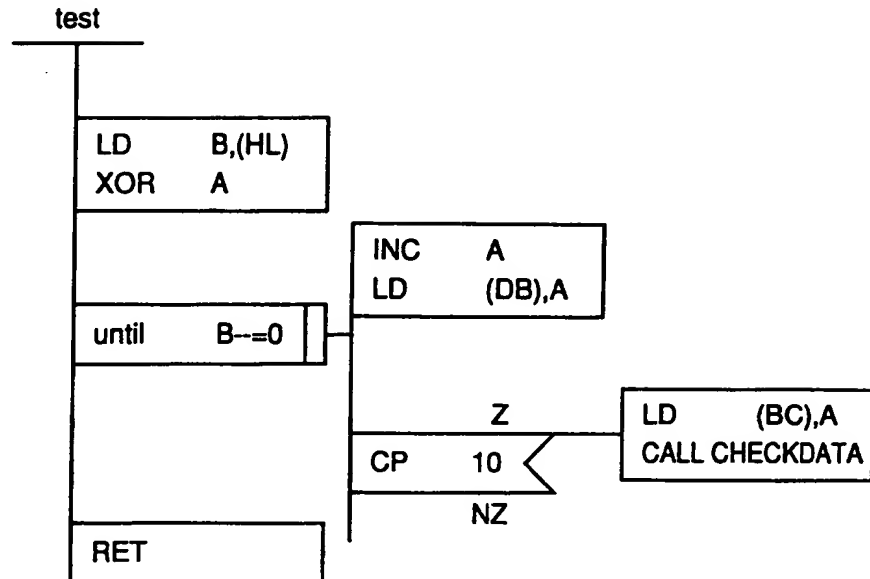 test
LD B,(HL)
XOR A
INC A
LD (DB),A
until B--=0
Z
LD (BC),A
CALL CHECKDATA
CP 10
NZ
RET